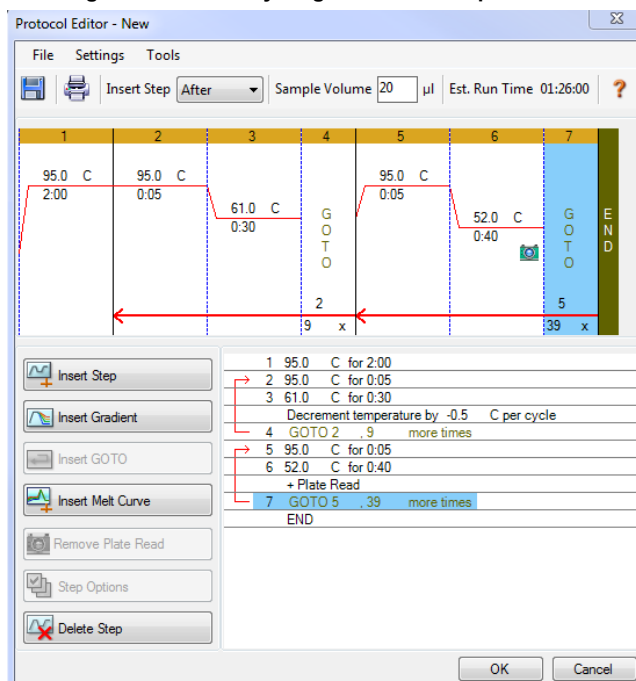 Protocol Editor - New
File Settings Tools
Insert Step After Sample Volume 20 µl Est. Run Time 01:26:00 ?
1 2 3 4 5 6 7
95.0 C 95.0 C 95.0 C
2:00 0:05 0:05
61.0 C 52.0 C
0:30 0:40
GOTO GOTO END
2 5
9 x 39 x
Insert Step
Insert Gradient
Insert GOTO
Insert Melt Curve
Remove Plate Read
Step Options
Delete Step
1 95.0 C for 2:00
2 95.0 C for 0:05
3 61.0 C for 0:30
Decrement temperature by -0.5 C per cycle
4 GOTO 2 , 9 more times
5 95.0 C for 0:05
6 52.0 C for 0:40
+ Plate Read
7 GOTO 5 , 39 more times
END
OK Cancel